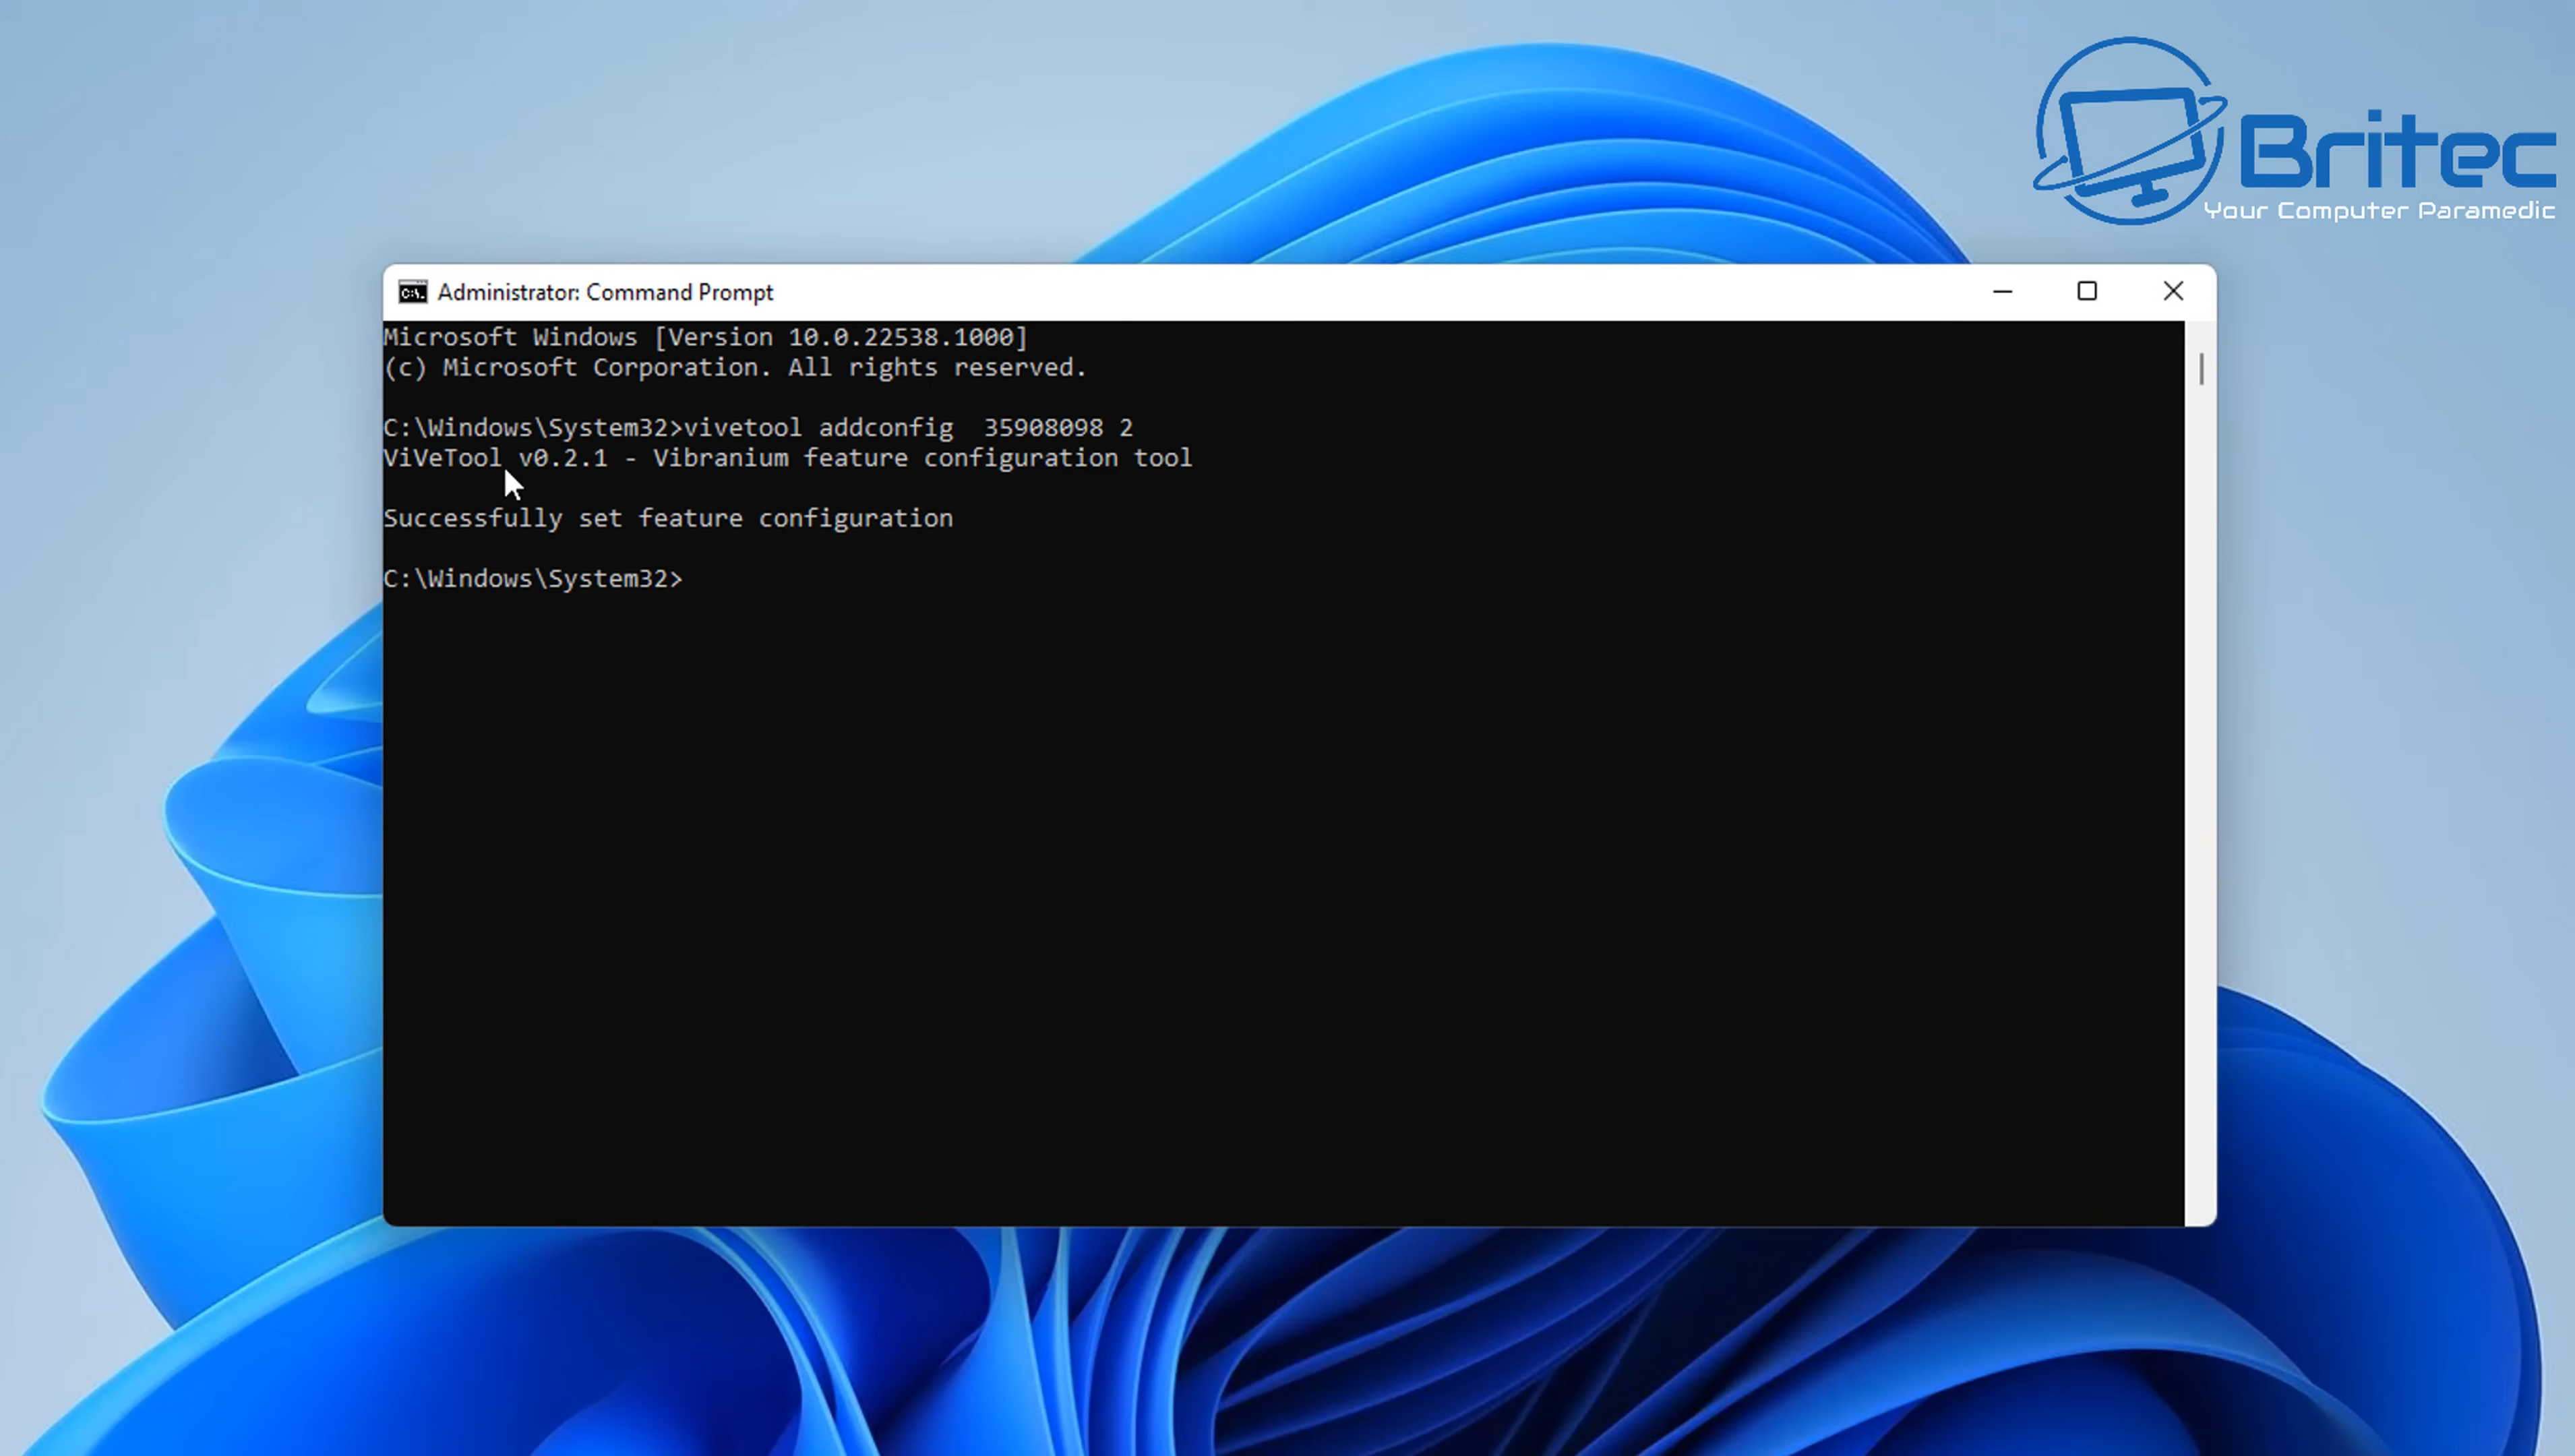 Britec
Your Computer Paramedic
Administrator: Command Prompt
Microsoft Windows [Version 10.0.22538.1000]
(c) Microsoft Corporation. All rights reserved.
C:\Windows\System32>vivetool addconfig  35908098 2
ViVeTool v0.2.1 - Vibranium feature configuration tool
Successfully set feature configuration
C:\Windows\System32>